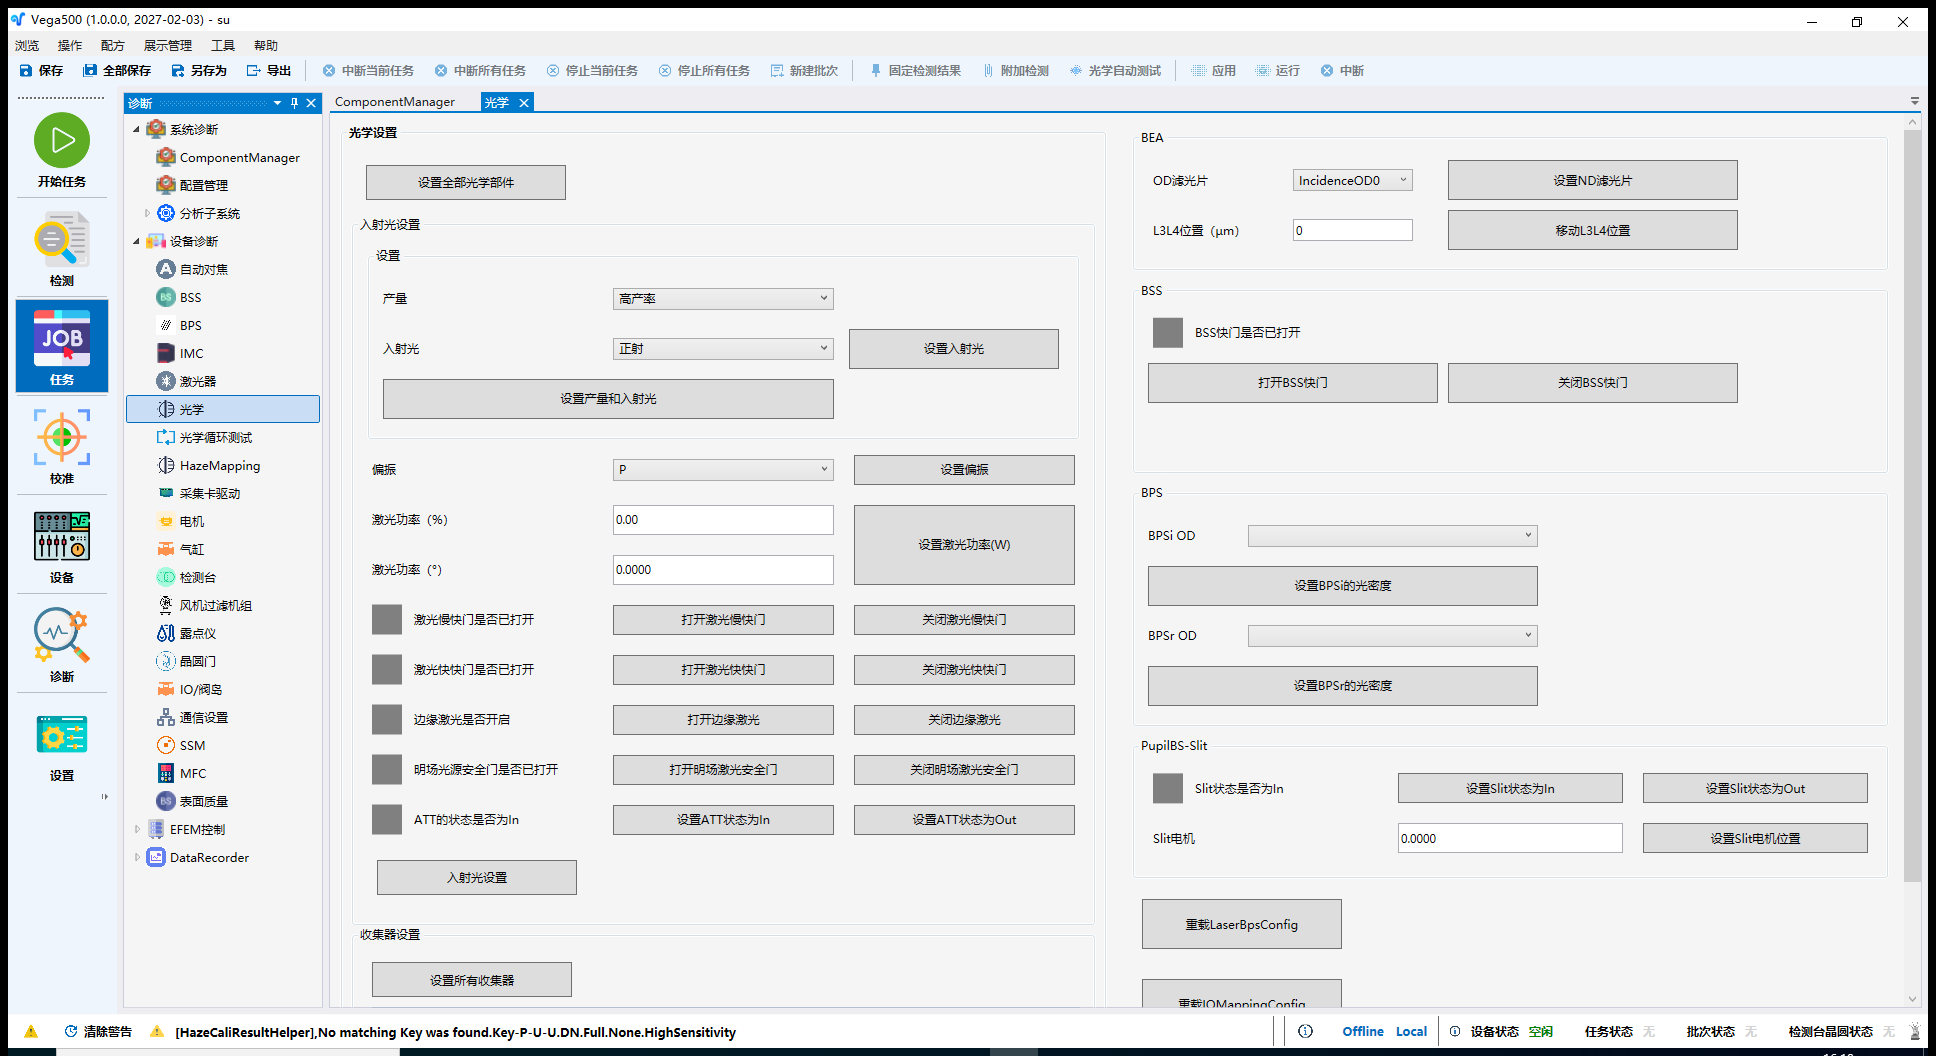 Vega500 (1.0.0.0, 2027-02-03) - su
浏览 操作 配方 展示管理 工具 帮助
保存 全部保存 另存为 导出 中断当前任务 中断所有任务 停止当前任务 停止所有任务 新建批次 固定检测结果 附加检测 光学自动测试 应用 运行 中断
开始任务
检测
JOB
任务
校准
设备
诊断
设置
诊断
系统诊断
ComponentManager
配置管理
分析子系统
设备诊断
自动对焦
BSS
BPS
IMC
激光器
光学
光学循环测试
HazeMapping
采集卡驱动
电机
气缸
检测台
风机过滤机组
露点仪
晶圆门
IO/阀岛
通信设置
SSM
MFC
表面质量
EFEM控制
DataRecorder
ComponentManager 光学
光学设置
设置全部光学部件
入射光设置
设置
产量 高产率
入射光 正射 设置入射光
设置产量和入射光
偏振 P 设置偏振
激光功率（%） 0.00
设置激光功率(W)
激光功率（°） 0.0000
激光慢快门是否已打开 打开激光慢快门 关闭激光慢快门
激光快快门是否已打开 打开激光快快门 关闭激光快快门
边缘激光是否开启 打开边缘激光 关闭边缘激光
明场光源安全门是否已打开 打开明场激光安全门 关闭明场激光安全门
ATT的状态是否为In 设置ATT状态为In 设置ATT状态为Out
入射光设置
收集器设置
设置所有收集器
BEA
OD滤光片 IncidenceOD0 设置ND滤光片
L3L4位置（μm） 0 移动L3L4位置
BSS
BSS快门是否已打开
打开BSS快门 关闭BSS快门
BPS
BPSi OD
设置BPSi的光密度
BPSr OD
设置BPSr的光密度
PupilBS-Slit
Slit状态是否为In 设置Slit状态为In 设置Slit状态为Out
Slit电机 0.0000 设置Slit电机位置
重载LaserBpsConfig
重载IOMappingConfig
清除警告 [HazeCaliResultHelper],No matching Key was found.Key-P-U-U.DN.Full.None.HighSensitivity Offline Local 设备状态 空闲 任务状态 无 批次状态 无 检测台晶圆状态 无